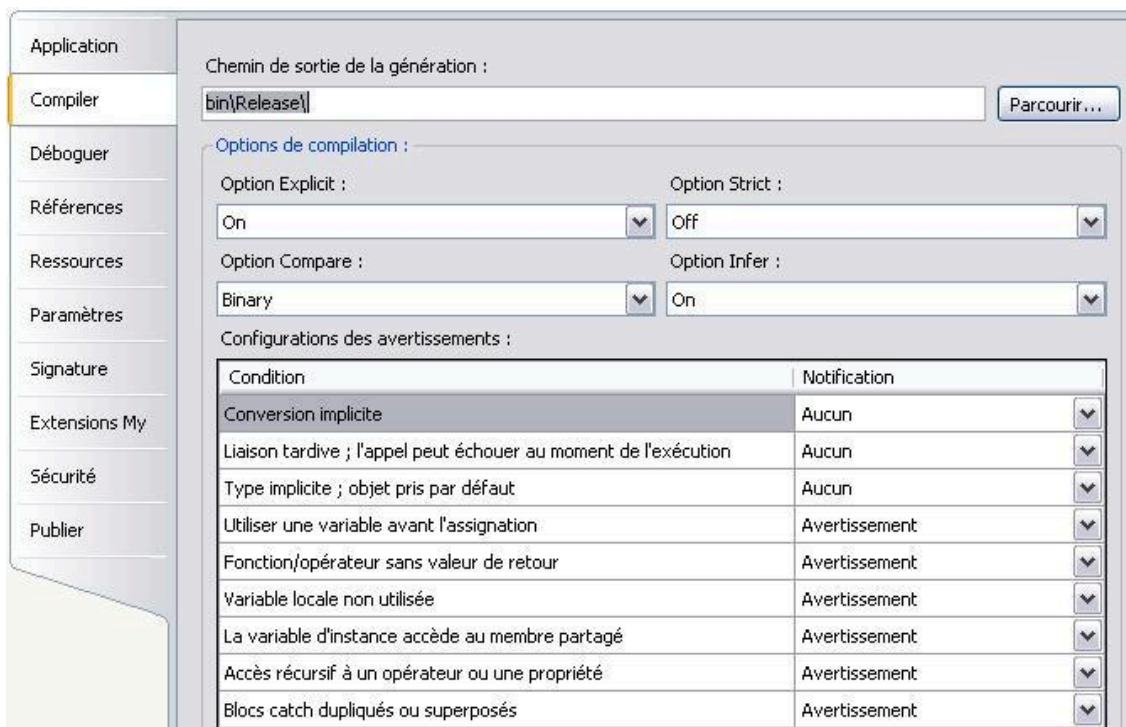 Application
Compiler
Déboguer
Références
Ressources
Paramètres
Signature
Extensions My
Sécurité
Publier
Chemin de sortie de la génération :
bin\Release\
Parcourir...
Options de compilation :
Option Explicit : Option Strict :
On Off
Option Compare : Option Infer :
Binary On
Configurations des avertissements :
Condition Notification
Conversion implicite Aucun
Liaison tardive ; l'appel peut échouer au moment de l'exécution Aucun
Type implicite ; objet pris par défaut Aucun
Utiliser une variable avant l'assignation Avertissement
Fonction/opérateur sans valeur de retour Avertissement
Variable locale non utilisée Avertissement
La variable d'instance accède au membre partagé Avertissement
Accès récursif à un opérateur ou une propriété Avertissement
Blocs catch dupliqués ou superposés Avertissement